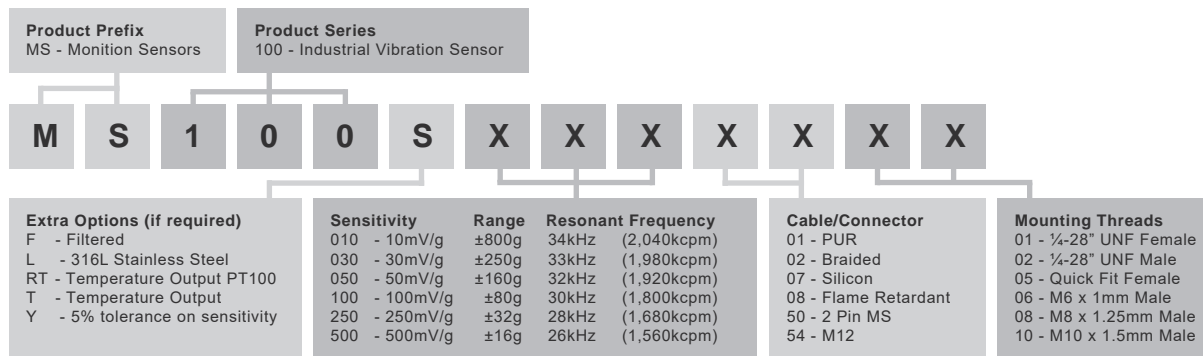 Product Prefix
MS - Monition Sensors
Product Series
100 - Industrial Vibration Sensor
M S 1 0 0 S X X X X X X X
Extra Options (if required)
F - Filtered
L - 316L Stainless Steel
RT - Temperature Output PT100
T - Temperature Output
Y - 5% tolerance on sensitivity
Sensitivity Range Resonant Frequency
010 - 10mV/g ±800g 34kHz (2,040kcpm)
030 - 30mV/g ±250g 33kHz (1,980kcpm)
050 - 50mV/g ±160g 32kHz (1,920kcpm)
100 - 100mV/g ±80g 30kHz (1,800kcpm)
250 - 250mV/g ±32g 28kHz (1,680kcpm)
500 - 500mV/g ±16g 26kHz (1,560kcpm)
Cable/Connector
01 - PUR
02 - Braided
07 - Silicon
08 - Flame Retardant
50 - 2 Pin MS
54 - M12
Mounting Threads
01 - ¼-28” UNF Female
02 - ¼-28” UNF Male
05 - Quick Fit Female
06 - M6 x 1mm Male
08 - M8 x 1.25mm Male
10 - M10 x 1.5mm Male